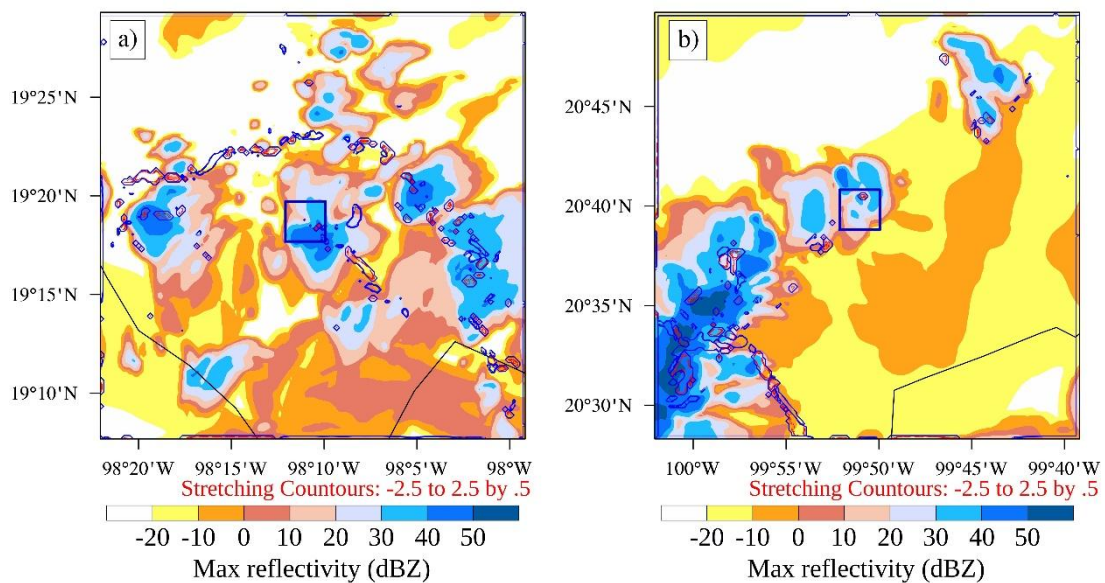 a)
19°25'N
19°20'N
19°15'N
19°10'N
98°20'W 98°15'W 98°10'W 98°5'W 98°W
Stretching Countours: -2.5 to 2.5 by .5
-20 -10 0 10 20 30 40 50
Max reflectivity (dBZ)
b)
20°45'N
20°40'N
20°35'N
20°30'N
100°W 99°55'W 99°50'W 99°44'W 99°40'W
Stretching Countours: -2.5 to 2.5 by .5
-20 -10 0 10 20 30 40 50
Max reflectivity (dBZ)